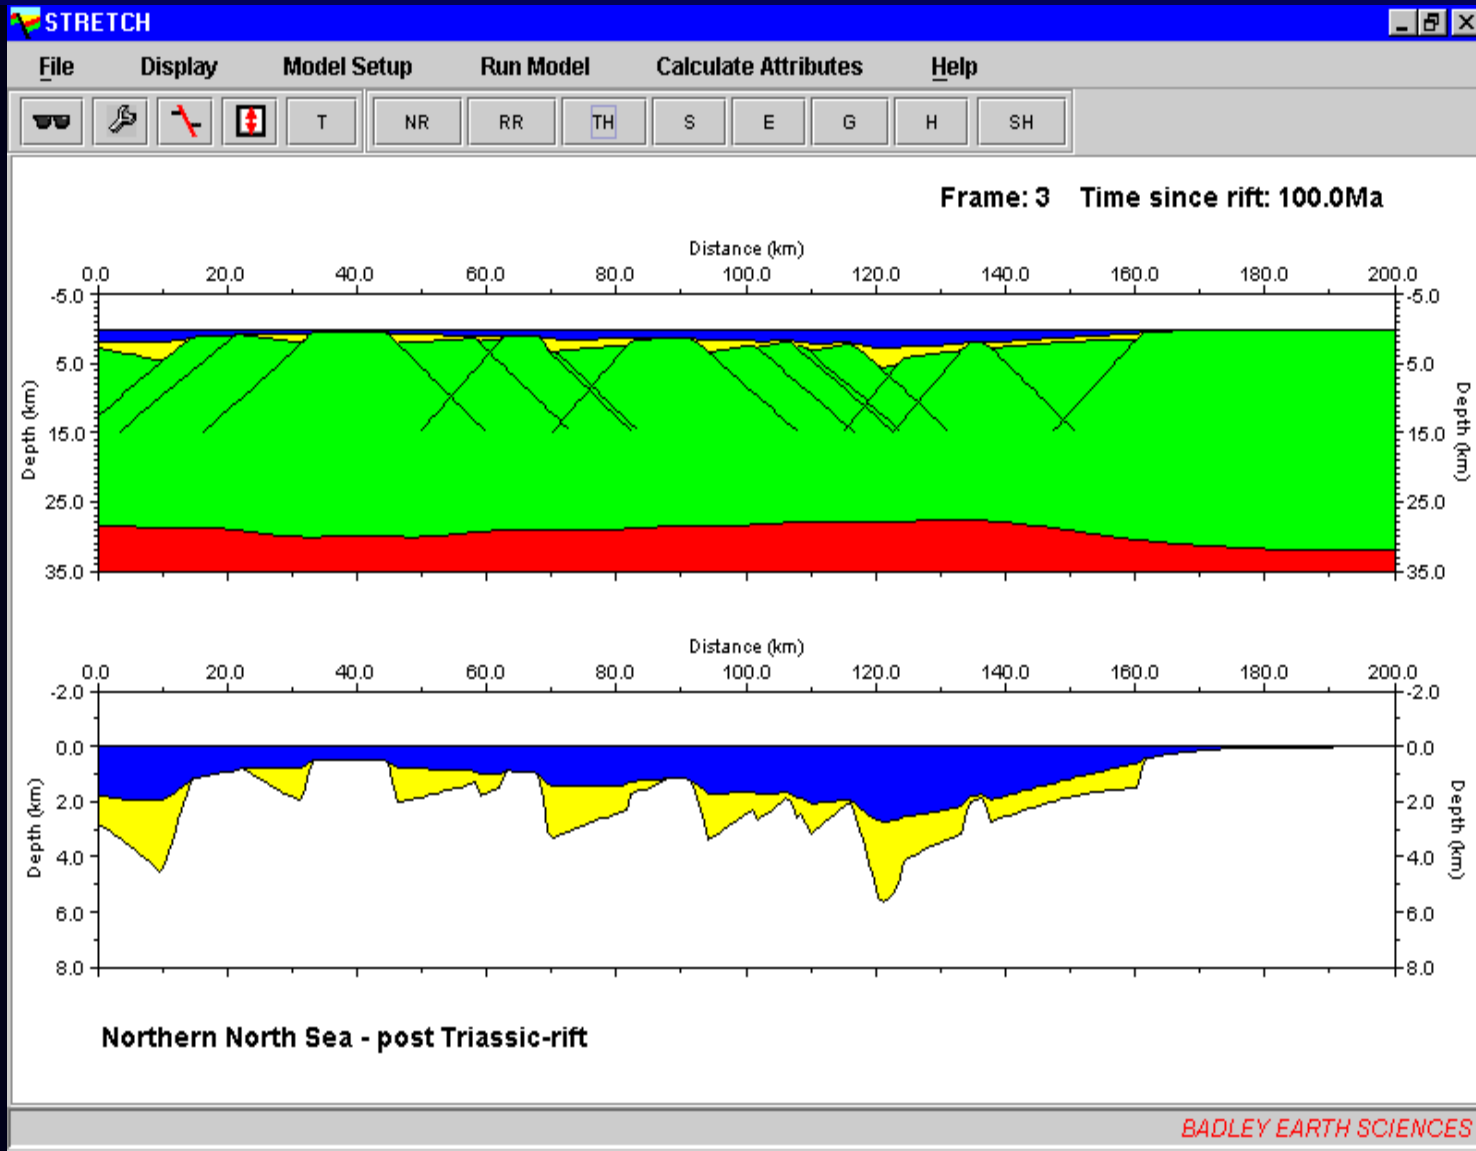 STRETCH
File Display Model Setup Run Model Calculate Attributes Help
T NR RR TH S E G H SH
Frame: 3 Time since rift: 100.0Ma
Distance (km)
0.0 20.0 40.0 60.0 80.0 100.0 120.0 140.0 160.0 180.0 200.0
-5.0 -5.0
5.0 5.0
15.0 15.0
25.0 25.0
35.0 35.0
Depth (km)
Depth (km)
Distance (km)
0.0 20.0 40.0 60.0 80.0 100.0 120.0 140.0 160.0 180.0 200.0
-2.0 -2.0
0.0 0.0
2.0 2.0
4.0 4.0
6.0 6.0
8.0 8.0
Depth (km)
Depth (km)
Northern North Sea - post Triassic-rift
BADLEY EARTH SCIENCES